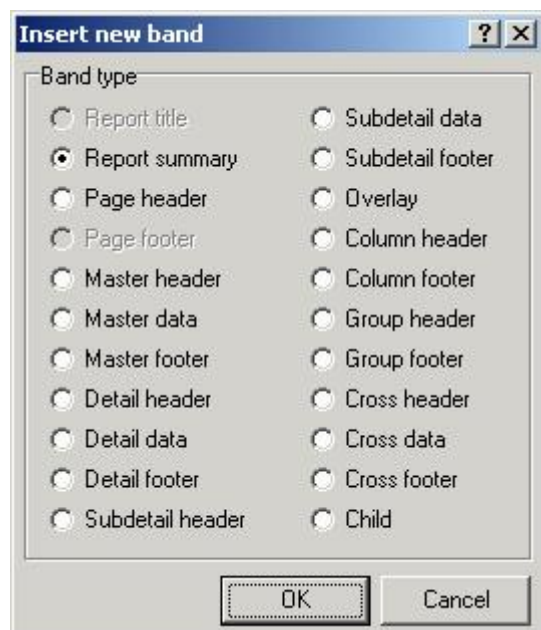 Insert new band
Band type
Report title
Report summary
Page header
Page footer
Master header
Master data
Master footer
Detail header
Detail data
Detail footer
Subdetail header
Subdetail data
Subdetail footer
Overlay
Column header
Column footer
Group header
Group footer
Cross header
Cross data
Cross footer
Child
OK
Cancel